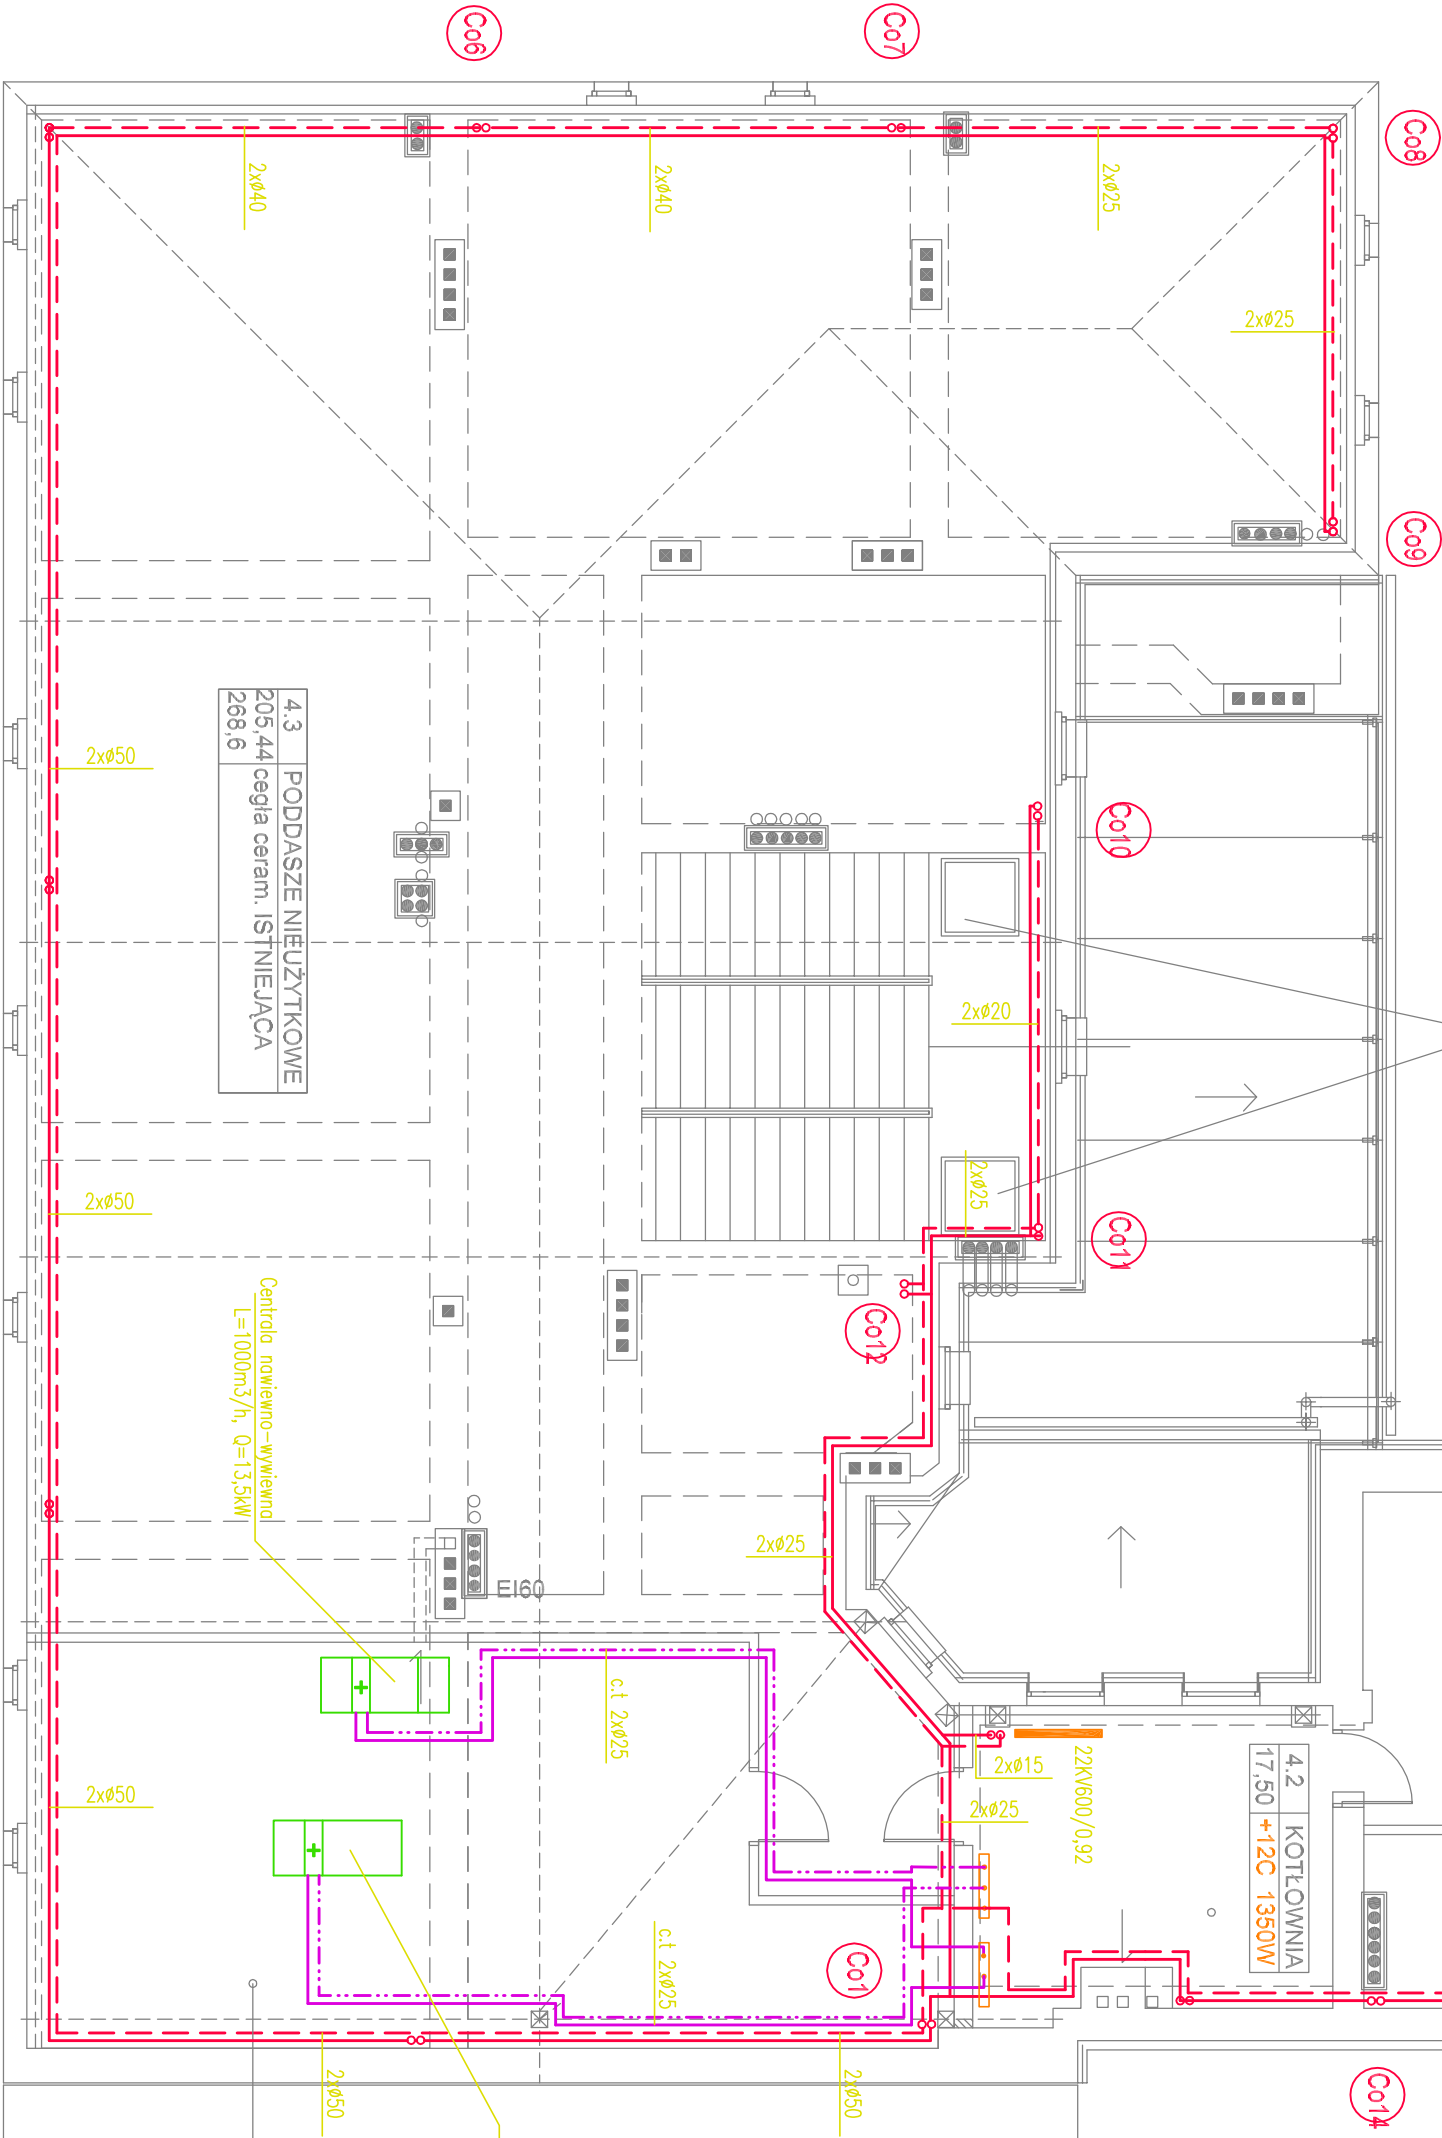 Co6
Co7
Co8
2xø40
2xø40
2xø25
2xø25
Co9
4.3 PODDASZE NIEUŻYTKOWE
205,44 cegła ceram. ISTNIEJĄCA
268,6
2xø50
Co10
2xø20
2xø25
2xø50
Co11
Co12
Centrala nawiewno-wywiewna
L=1000m3/h, Q=13,5kW
2xø25
EI60
c.t 2xø25
2xø15
22KV600/0,92
4.2 KOTŁOWNIA
17,50 +12C 1350W
2xø50
2xø25
c.t 2xø25
Co1
2xø50
2xø50
Co14